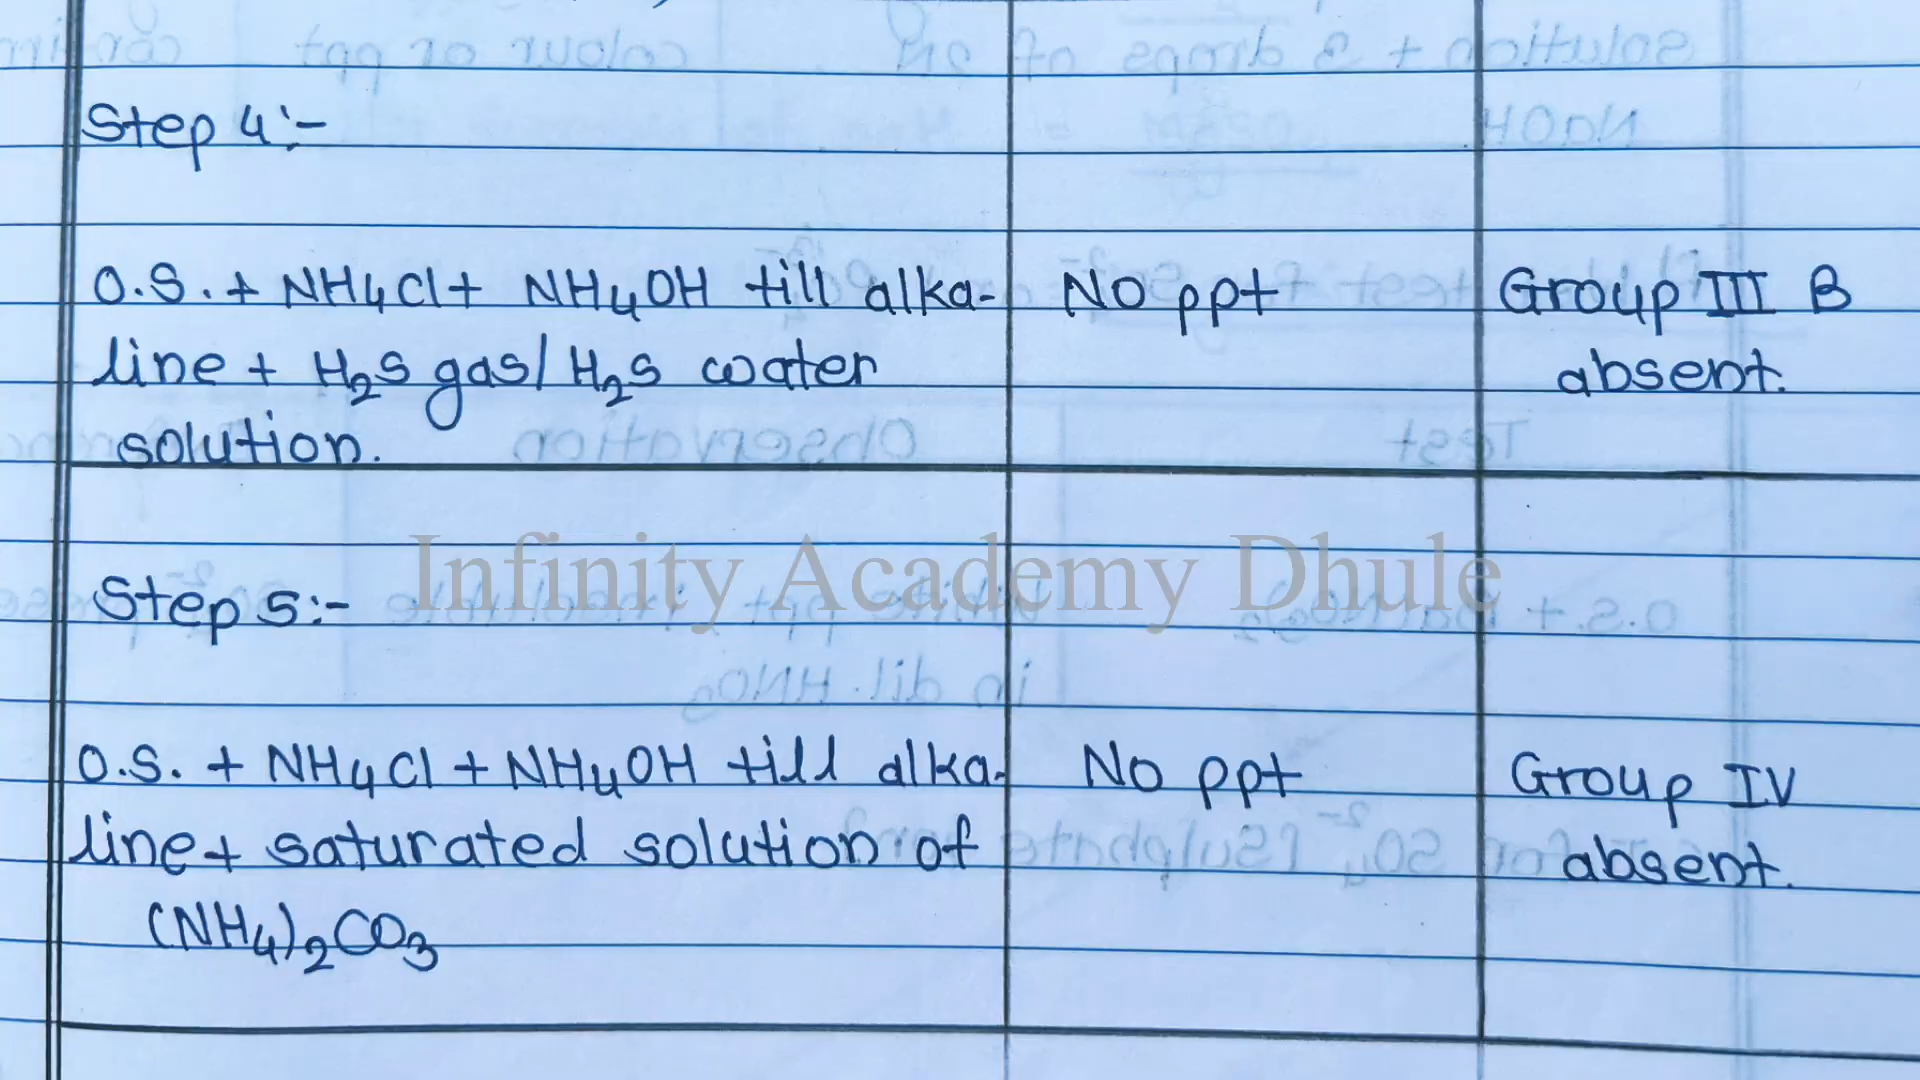 Step 4:-
O.S. + NH4Cl + NH4OH till alka- No ppt Group III B
line + H2S gas/ H2S water absent.
solution.
Infinity Academy Dhule
Step 5:-
O.S. + NH4Cl + NH4OH till alka- No ppt Group IV
line + saturated solution of absent.
(NH4)2CO3